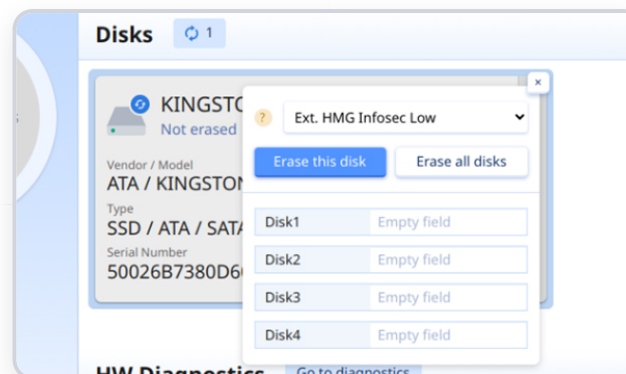 Disks 1
KINGSTO
Not erased
Vendor / Model
ATA / KINGSTON
Type
SSD / ATA / SATA
Serial Number
50026B7380D6
×
? Ext. HMG Infosec Low
Erase this disk Erase all disks
Disk1 Empty field
Disk2 Empty field
Disk3 Empty field
Disk4 Empty field
HW Diagnostics Go to diagnostics